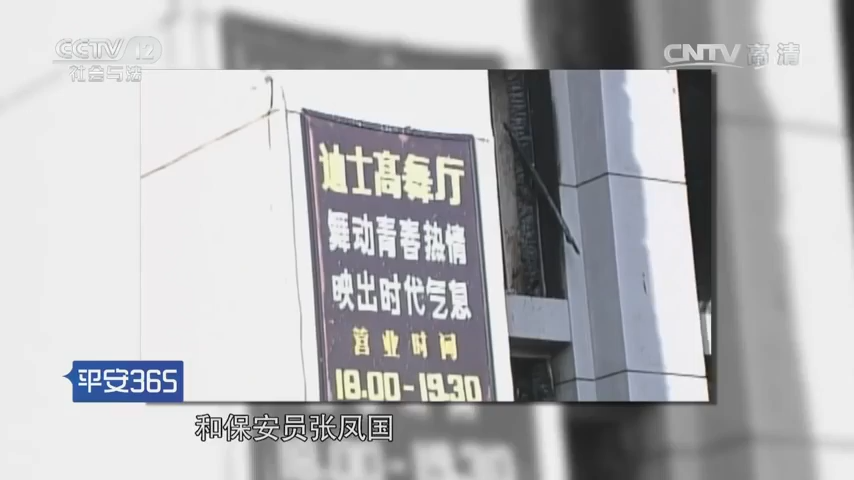 CCTV 12
社会与法
CNTV 高清
迪士高舞厅
舞动青春热情
映出时代气息
营业时间
18.00-19.30
平安365
和保安员张凤国